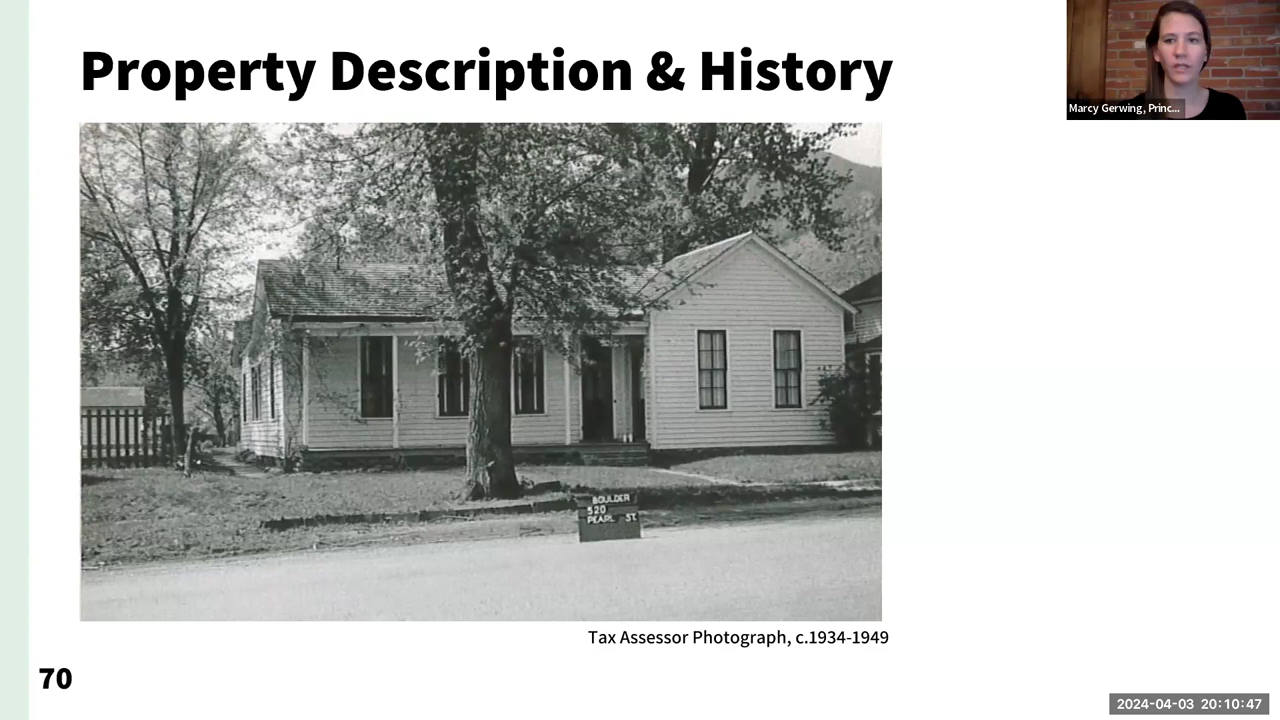 Property Description & History
Marcy Gerwing, Princ...
BOULDER
520
PEARL ST.
Tax Assessor Photograph, c.1934-1949
70
2024-04-03 20:10:47